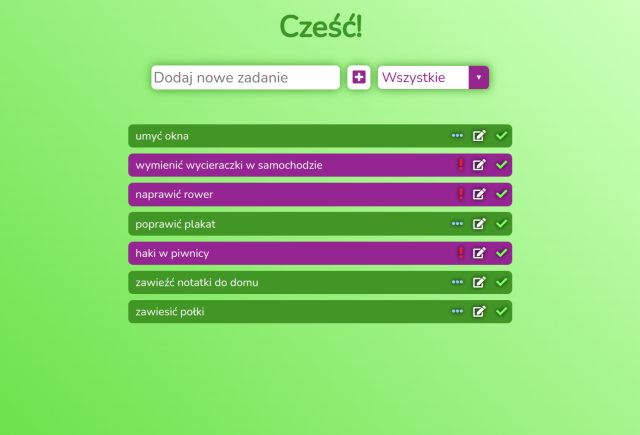 Cześć!
Dodaj nowe zadanie
Wszystkie
umyć okna
wymienić wycieraczki w samochodzie
naprawić rower
poprawić plakat
haki w piwnicy
zawieźć notatki do domu
zawiesić połki